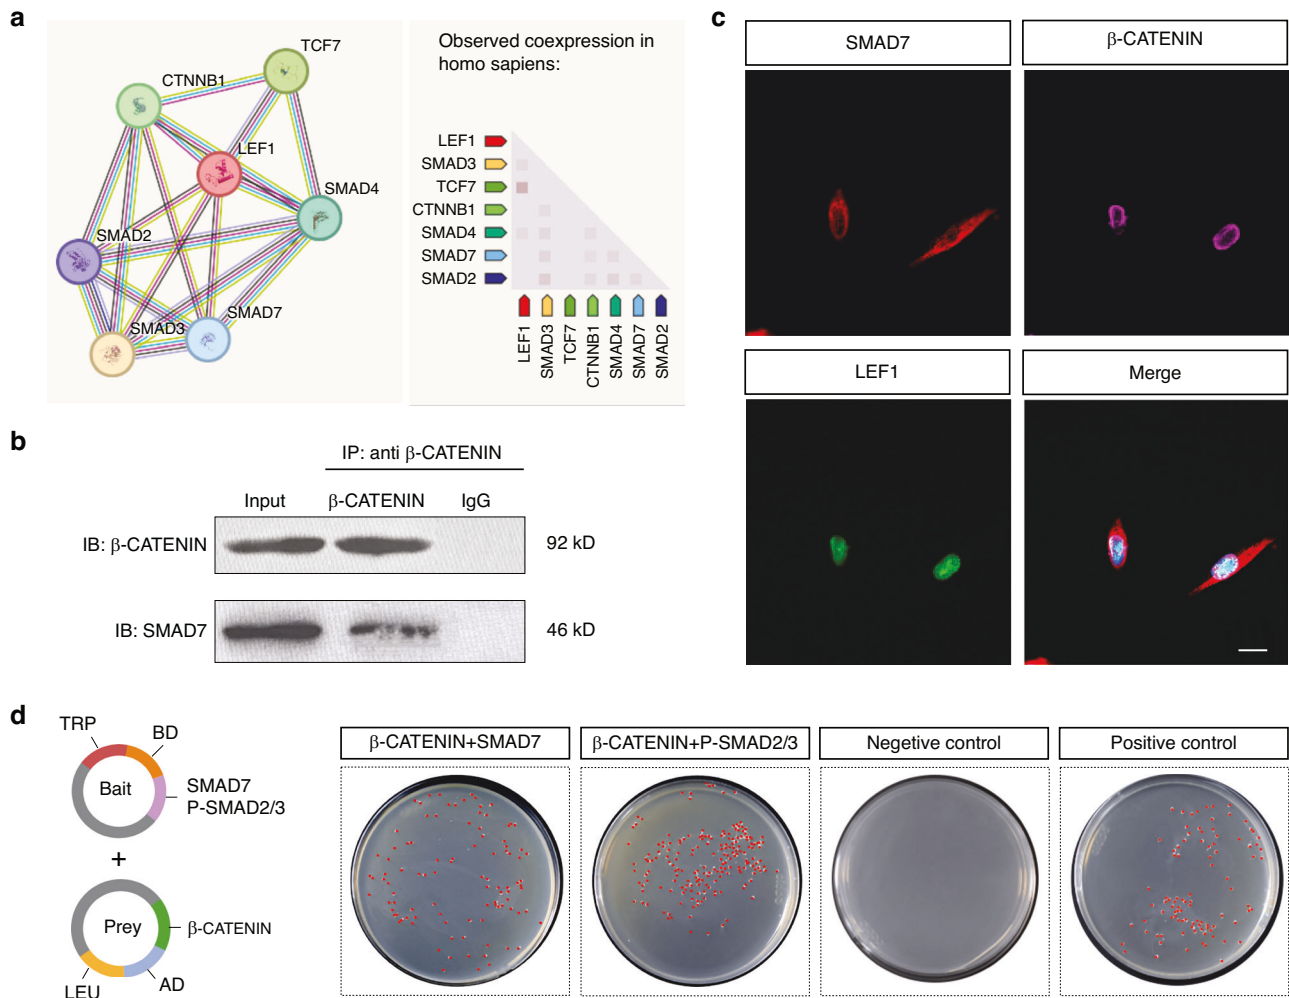 a
TCF7
CTNNB1
LEF1
SMAD4
SMAD2
SMAD3
SMAD7
Observed coexpression in
homo sapiens:
LEF1
SMAD3
TCF7
CTNNB1
SMAD4
SMAD7
SMAD2
LEF1
SMAD3
TCF7
CTNNB1
SMAD4
SMAD7
SMAD2
b
IP: anti β-CATENIN
Input
β-CATENIN
IgG
IB: β-CATENIN
92 kD
IB: SMAD7
46 kD
c
SMAD7
β-CATENIN
LEF1
Merge
d
TRP
BD
Bait
SMAD7
P-SMAD2/3
+
Prey
β-CATENIN
LEU
AD
β-CATENIN+SMAD7
β-CATENIN+P-SMAD2/3
Negetive control
Positive control